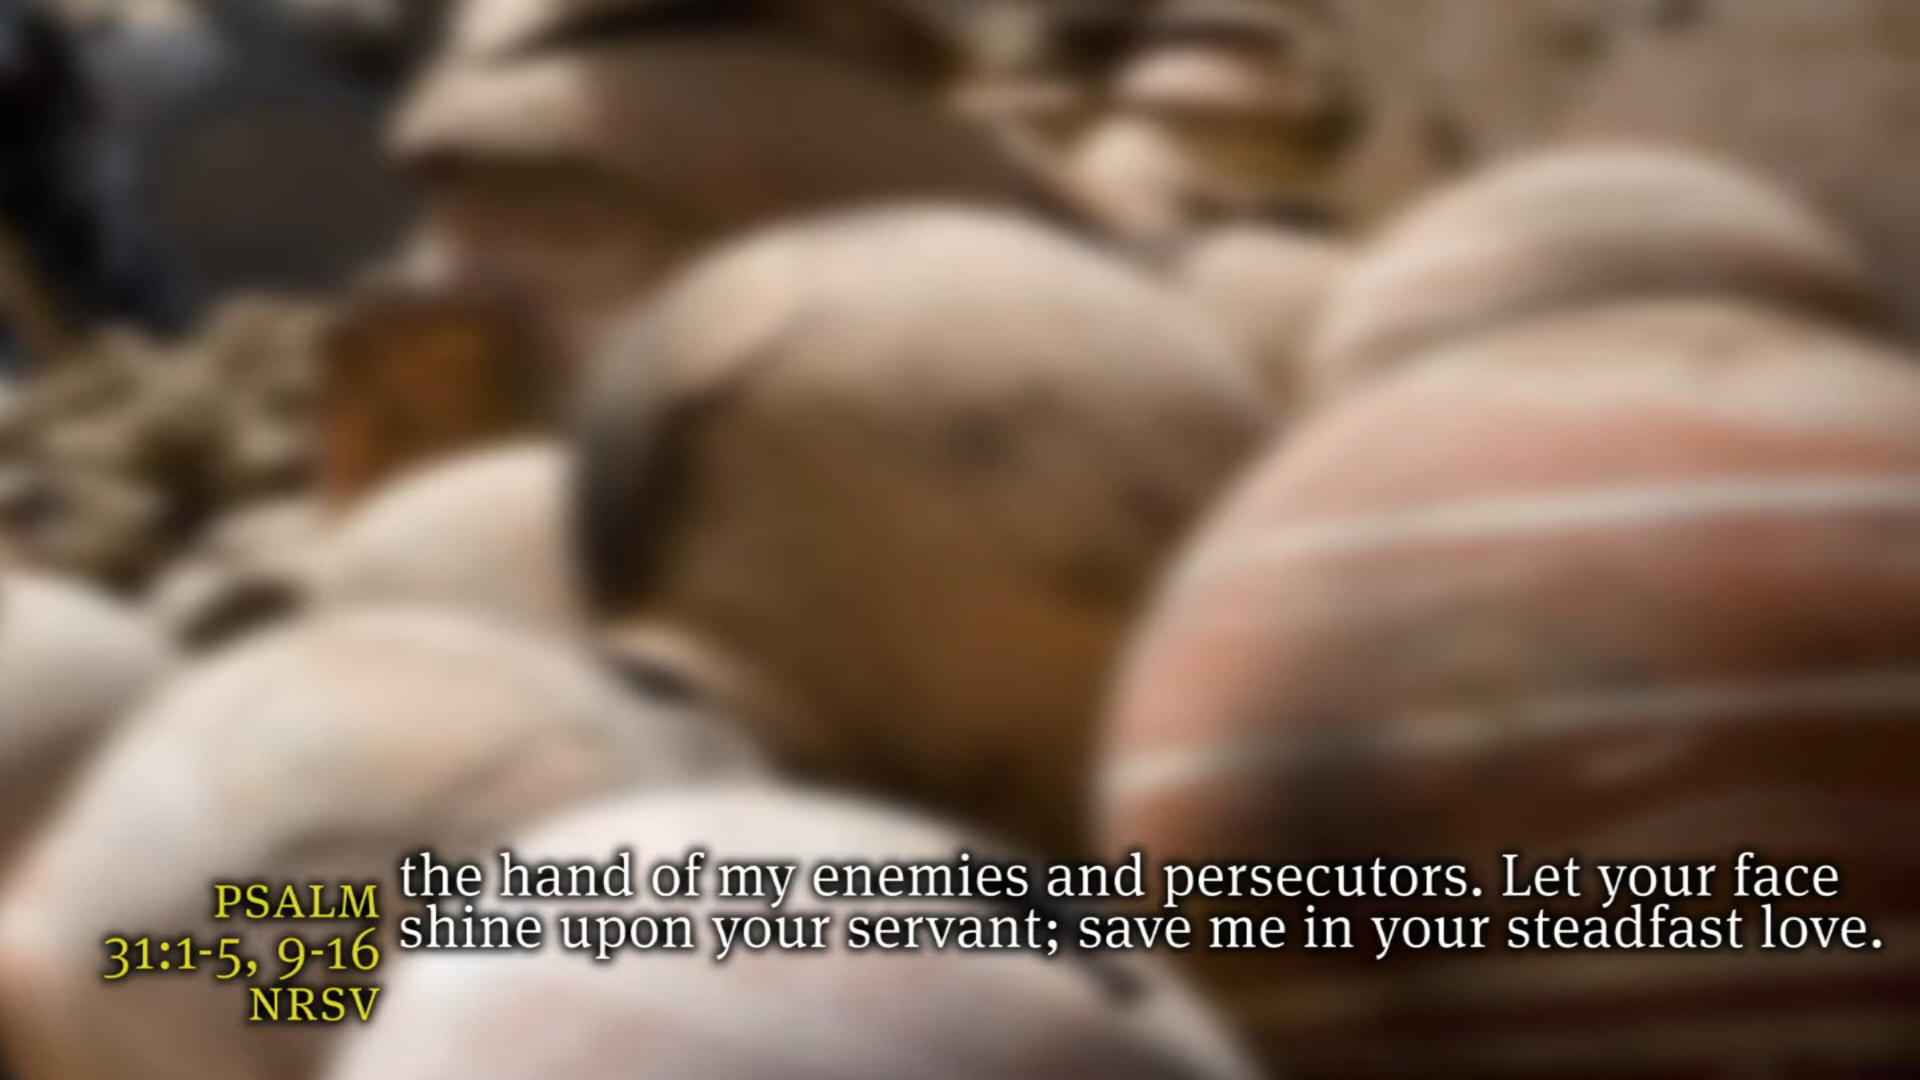 PSALM
31:1-5, 9-16
NRSV
the hand of my enemies and persecutors. Let your face
shine upon your servant; save me in your steadfast love.